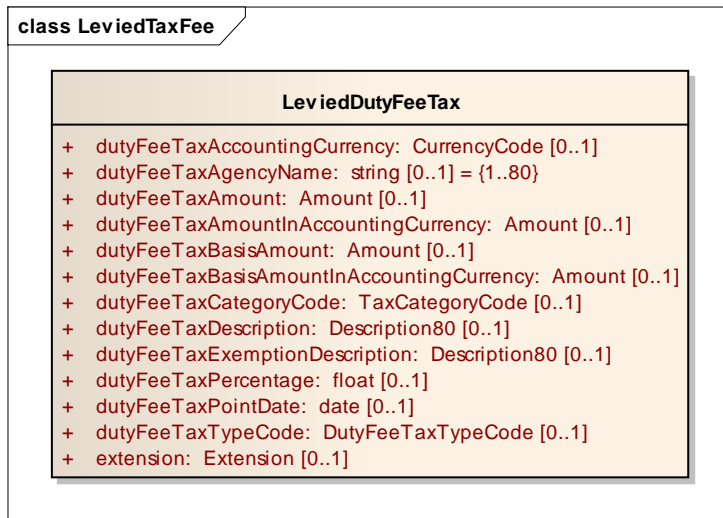 class LeviedTaxFee
LeviedDutyFeeTax
+ dutyFeeTaxAccountingCurrency: CurrencyCode [0..1]
+ dutyFeeTaxAgencyName: string [0..1] = {1..80}
+ dutyFeeTaxAmount: Amount [0..1]
+ dutyFeeTaxAmountInAccountingCurrency: Amount [0..1]
+ dutyFeeTaxBasisAmount: Amount [0..1]
+ dutyFeeTaxBasisAmountInAccountingCurrency: Amount [0..1]
+ dutyFeeTaxCategoryCode: TaxCategoryCode [0..1]
+ dutyFeeTaxDescription: Description80 [0..1]
+ dutyFeeTaxExemptionDescription: Description80 [0..1]
+ dutyFeeTaxPercentage: float [0..1]
+ dutyFeeTaxPointDate: date [0..1]
+ dutyFeeTaxTypeCode: DutyFeeTaxTypeCode [0..1]
+ extension: Extension [0..1]